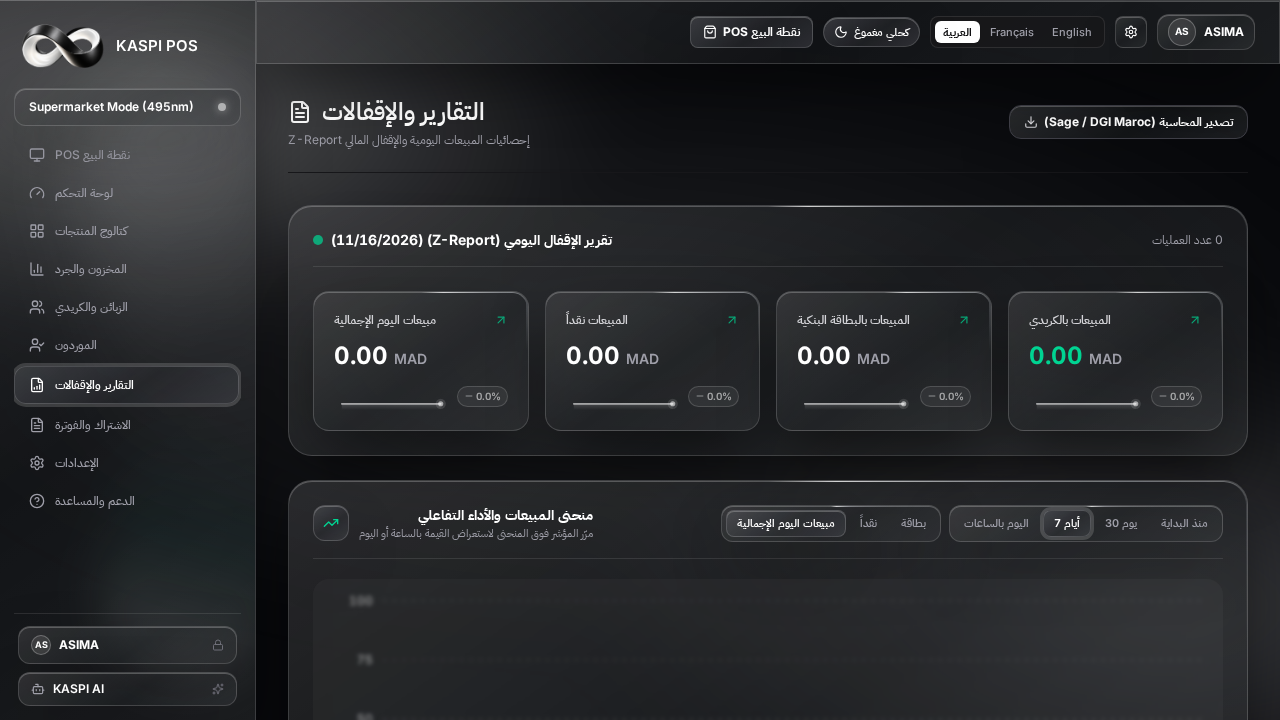 KASPI POS
Supermarket Mode (495nm)
نقطة البيع POS
لوحة التحكم
كتالوج المنتجات
المخزون والجرد
الزبائن والكريدي
الموردون
التقارير والإقفالات
الاشتراك والفوترة
الإعدادات
الدعم والمساعدة
AS ASIMA
KASPI AI
نقطة البيع POS
كحلي مغموغ
العربية Français English
AS ASIMA
التقارير والإقفالات
إحصائيات المبيعات اليومية والإقفال المالي Z-Report
تصدير المحاسبة (Sage / DGI Maroc)
تقرير الإقفال اليومي (Z-Report) (11/16/2026)
0 عدد العمليات
مبيعات اليوم الإجمالية
0.00 MAD
– 0.0%
المبيعات نقداً
0.00 MAD
– 0.0%
المبيعات بالبطاقة البنكية
0.00 MAD
– 0.0%
المبيعات بالكريدي
0.00 MAD
– 0.0%
منحنى المبيعات والأداء التفاعلي
مرّر المؤشر فوق المنحنى لاستعراض القيمة بالساعة أو اليوم
مبيعات اليوم الإجمالية نقداً بطاقة
اليوم بالساعات 7 أيام 30 يوم منذ البداية
100
75
50